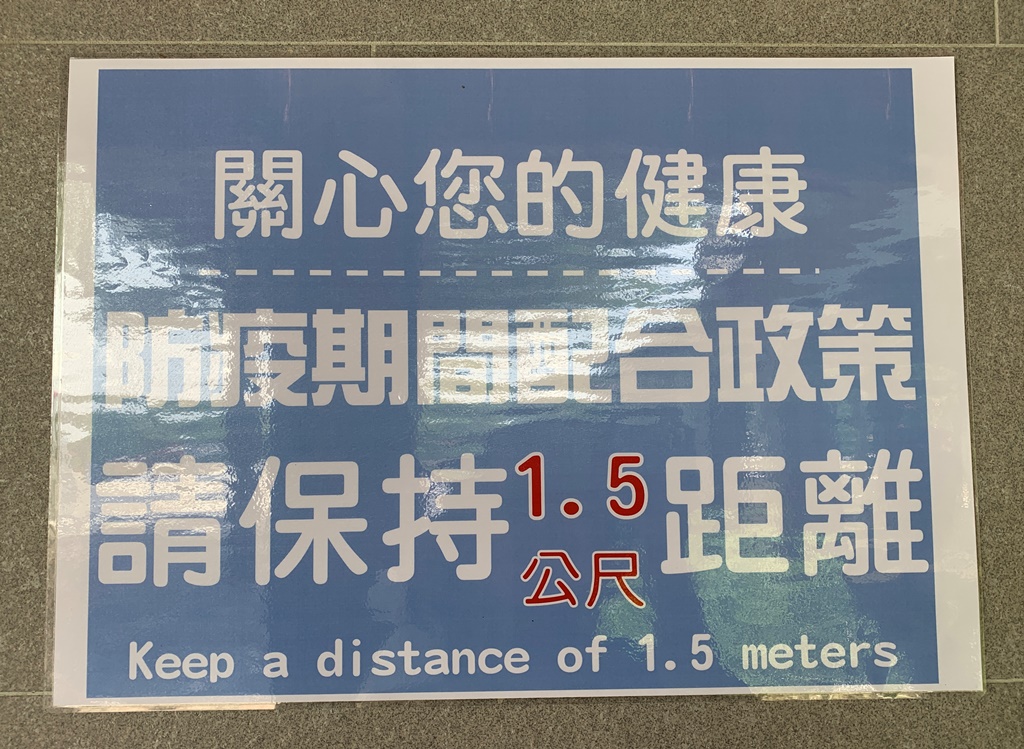 關心您的健康
防疫期間配合政策
請保持1.5公尺距離
Keep a distance of 1.5 meters